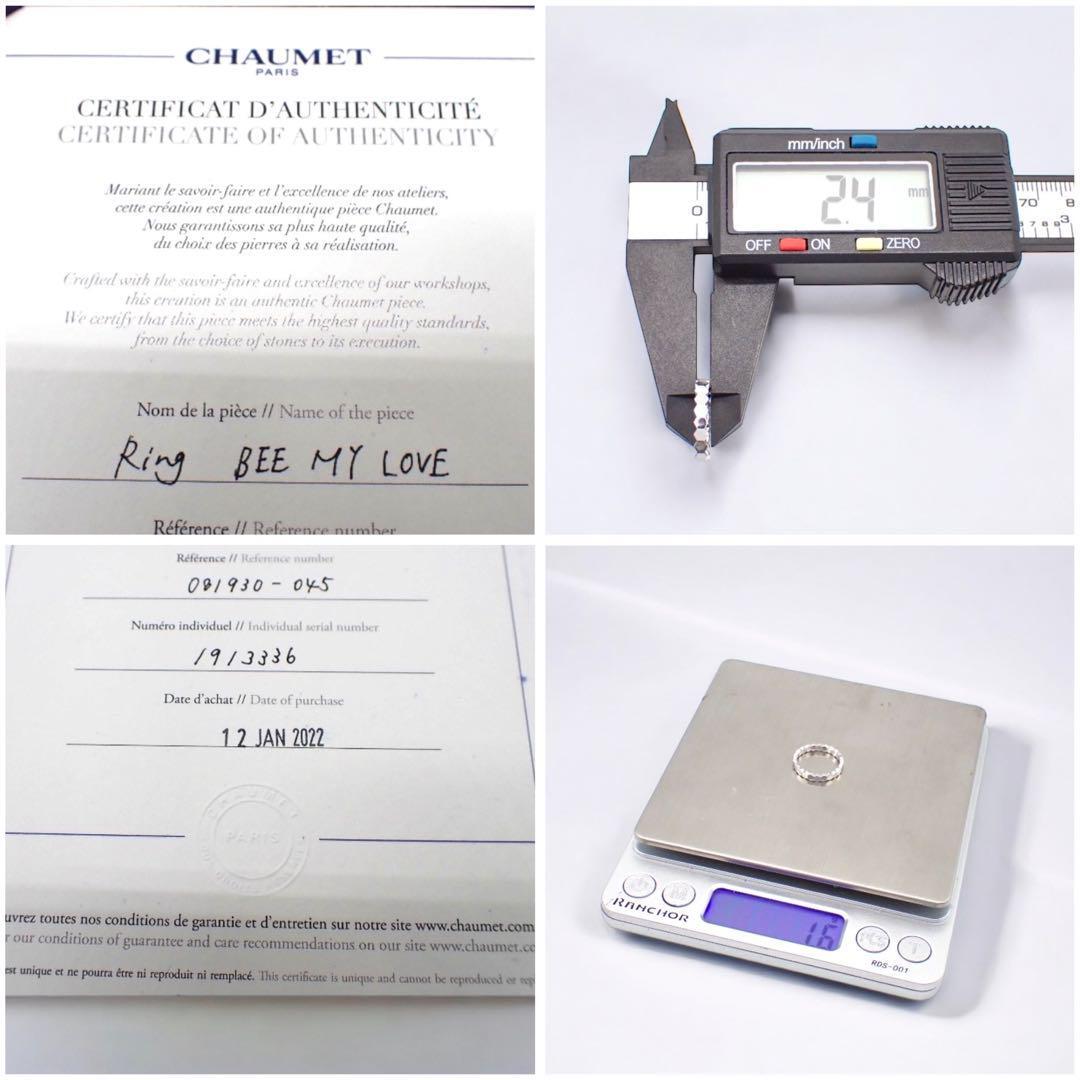 CHAUMET
PARIS
CERTIFICAT D'AUTHENTICITÉ
CERTIFICATE OF AUTHENTICITY
Mariant le savoir-faire et l'excellence de nos ateliers,
cette création est une authentique pièce Chaumet.
Nous garantissons sa plus haute qualité,
du choix des pierres à sa réalisation.
Crafted with the savoir-faire and excellence of our workshops,
this creation is an authentic Chaumet piece.
We certify that this piece meets the highest quality standards,
from the choice of stones to its execution.
Nom de la pièce // Name of the piece
Ring BEE MY LOVE
Référence // Reference number
mm/inch
2.4 mm
0
70 8
7 8 9 3
OFF ON ZERO
Référence // Reference number
081930-045
Numéro individuel // Individual serial number
1913336
Date d'achat // Date of purchase
12 JAN 2022
CHAUMET
PARIS
uvrez toutes nos conditions de garantie et d'entretien sur notre site www.chaumet.com
r our conditions of guarantee and care recommendations on our site www.chaumet.co
est unique et ne pourra être ni reproduit ni remplacé. This certificate is unique and cannot be reproduced or rep
M
RANCHOR
1.6
PCS
T
RDS-001